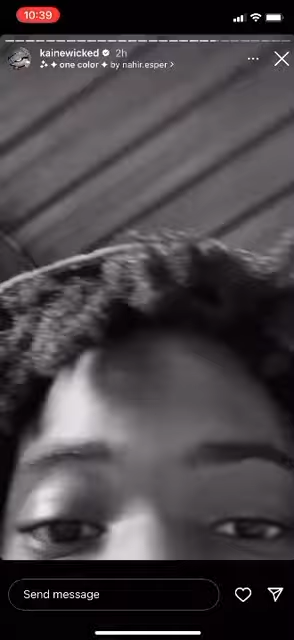 10:39
kainewicked 2h
one color ✦ by nahir.esper >
Send message